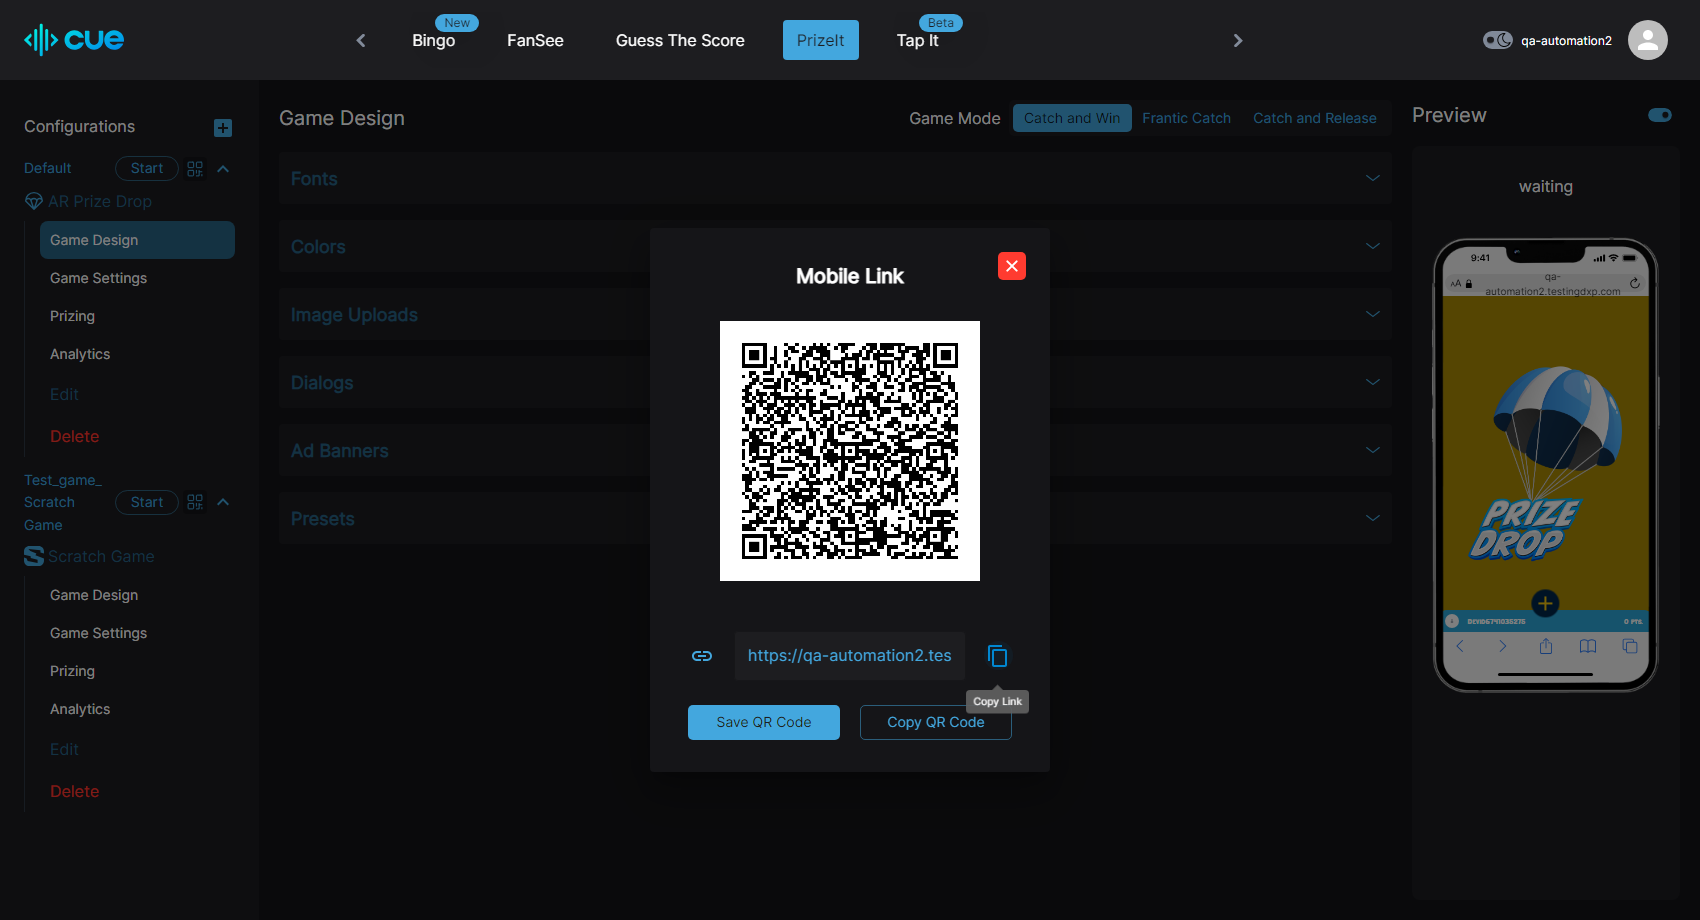 cue
Bingo
New
FanSee
Guess The Score
PrizeIt
Tap It
Beta
qa-automation2
Configurations
Default
Start
AR Prize Drop
Game Design
Game Settings
Prizing
Analytics
Edit
Delete
Test_game_
Scratch
Game
Start
Scratch Game
Game Design
Game Settings
Prizing
Analytics
Edit
Delete
Game Design
Game Mode
Catch and Win
Frantic Catch
Catch and Release
Fonts
Colors
Image Uploads
Dialogs
Ad Banners
Presets
Mobile Link
https://qa-automation2.tes
Copy Link
Save QR Code
Copy QR Code
Preview
waiting
9:41
AA
qa-
automation2.testingdxp.com
PRIZE
DROP
0 PTS.